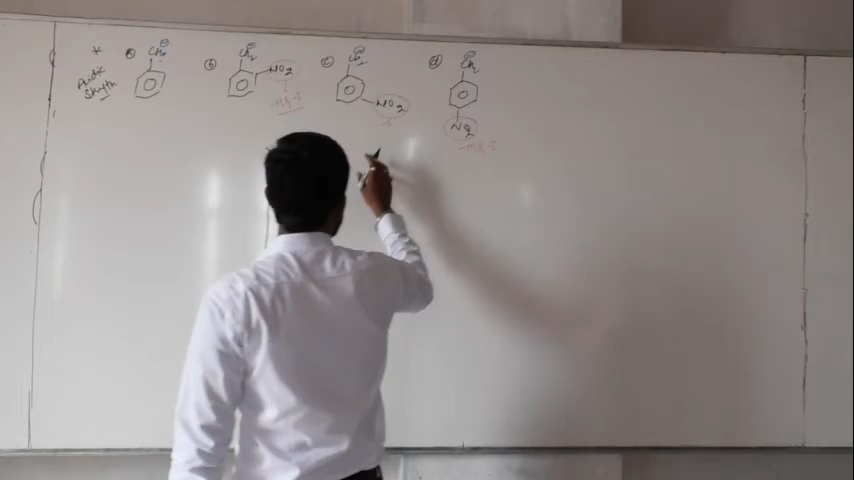 *
Acidic
Strength
a CH2 ⊖
b CH2 ⊖
NO2
-M & -I
c CH2 ⊖
NO2
-I
d CH2 ⊖
NO2
-M & -I